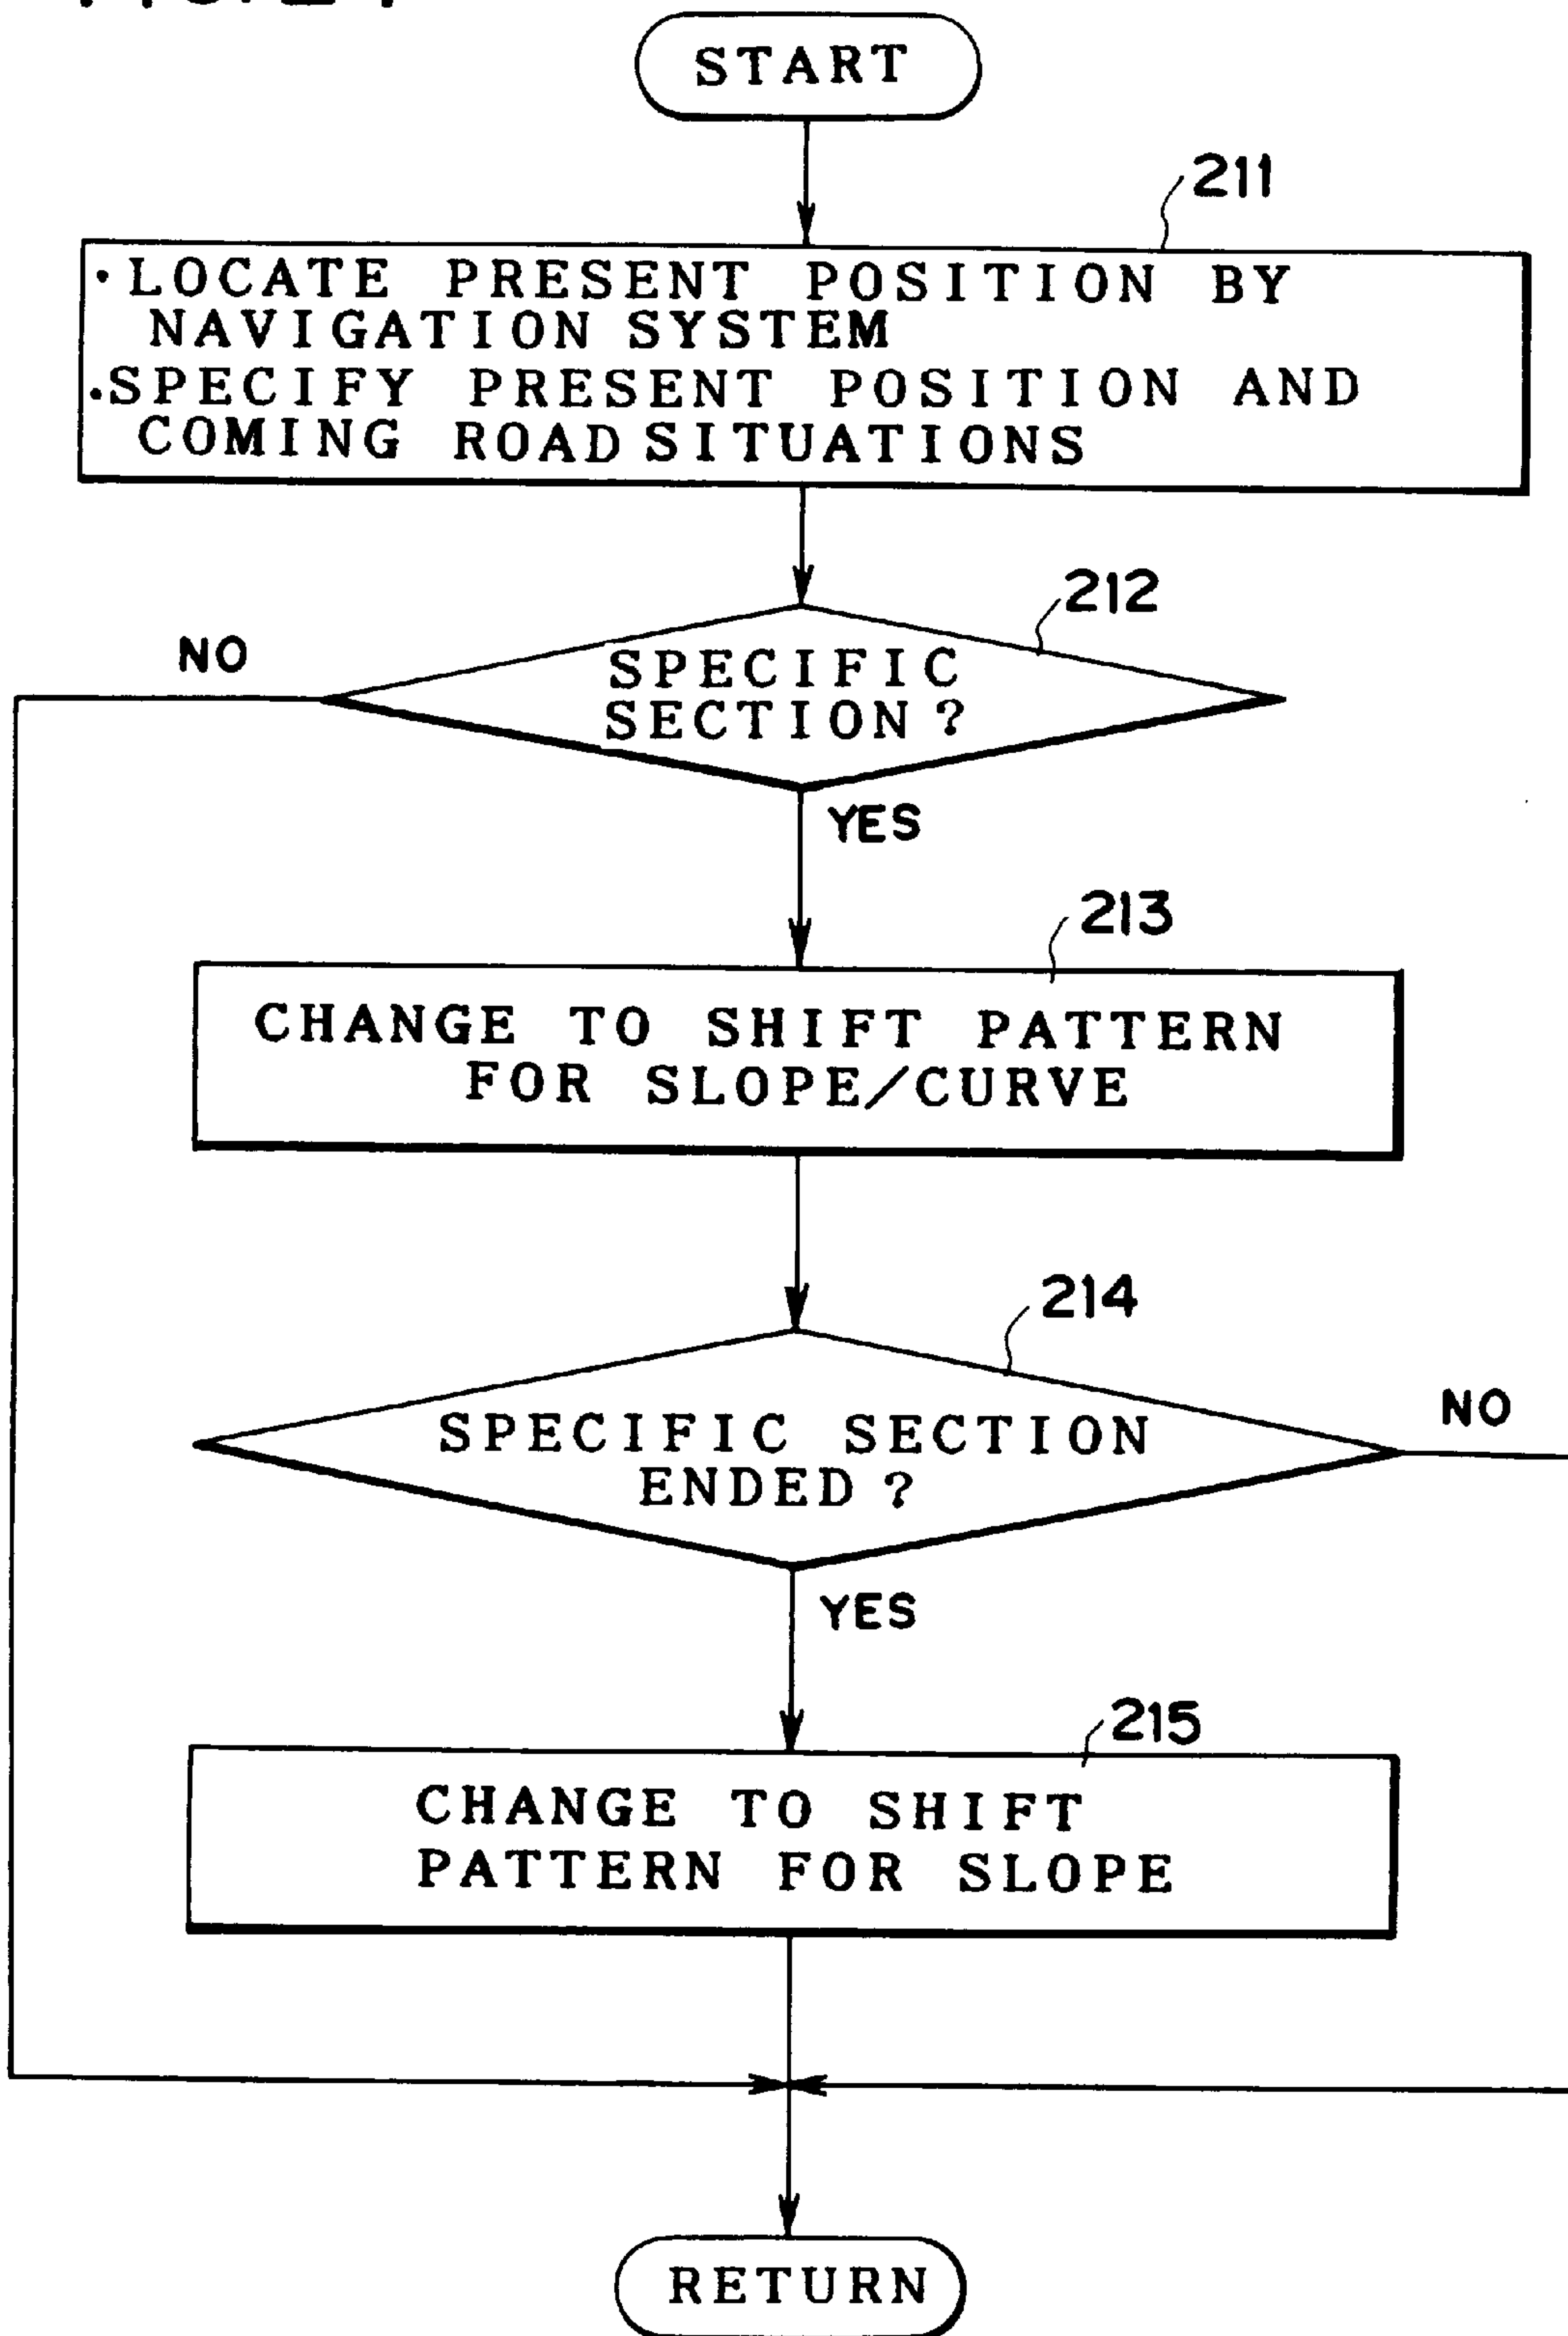 START
211
·LOCATE PRESENT POSITION BY
NAVIGATION SYSTEM
·SPECIFY PRESENT POSITION AND
COMING ROAD SITUATIONS
212
NO
SPECIFIC
SECTION?
YES
213
CHANGE TO SHIFT PATTERN
FOR SLOPE/CURVE
214
NO
SPECIFIC SECTION
ENDED?
YES
215
CHANGE TO SHIFT
PATTERN FOR SLOPE
RETURN